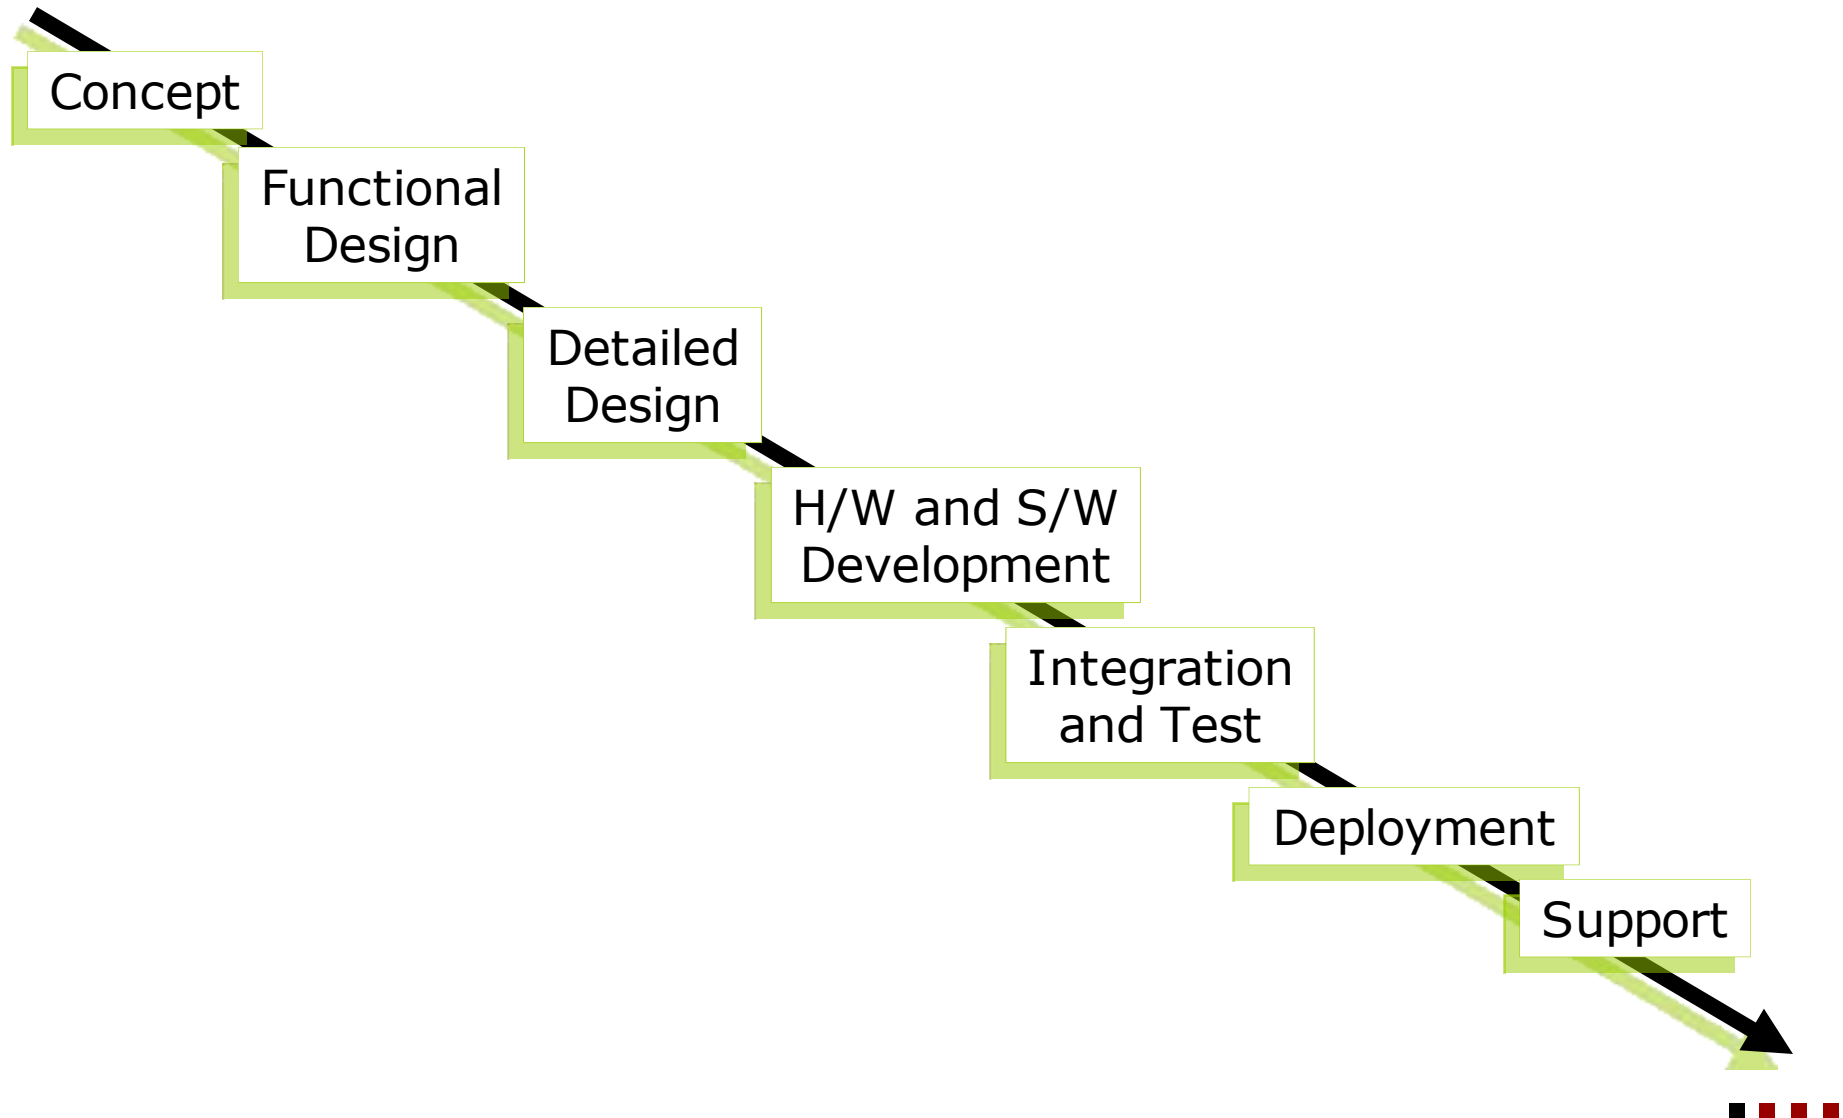 Concept
Functional
Design
Detailed
Design
H/W and S/W
Development
Integration
and Test
Deployment
Support